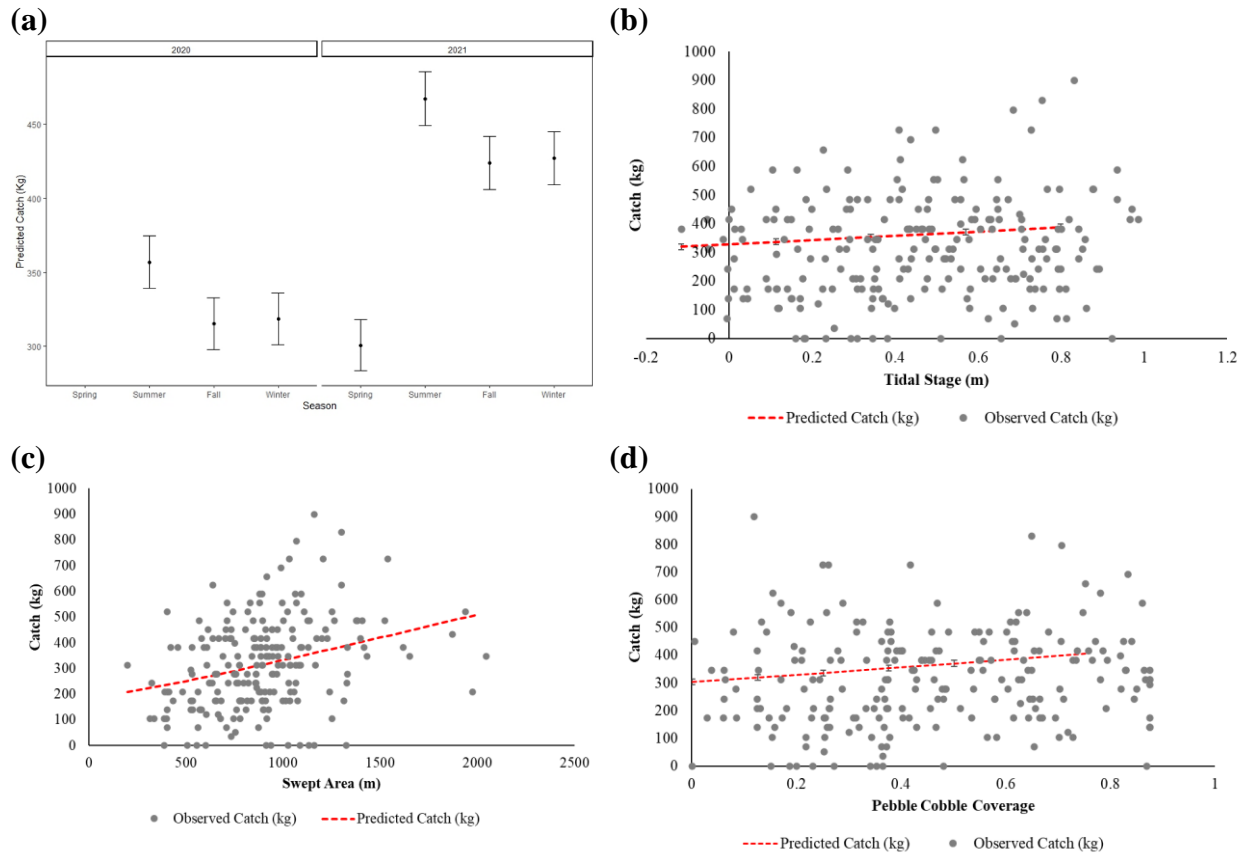 (a)
2020 2021
Predicted Catch (Kg)
450
400
350
300
Spring Summer Fall Winter Spring Summer Fall Winter
Season
(b)
Catch (kg)
1000
900
800
700
600
500
400
300
200
100
0
-0.2 0 0.2 0.4 0.6 0.8 1 1.2
Tidal Stage (m)
Predicted Catch (kg) Observed Catch (kg)
(c)
Catch (kg)
1000
900
800
700
600
500
400
300
200
100
0
0 500 1000 1500 2000 2500
Swept Area (m)
Observed Catch (kg) Predicted Catch (kg)
(d)
Catch (kg)
1000
900
800
700
600
500
400
300
200
100
0
0 0.2 0.4 0.6 0.8 1
Pebble Cobble Coverage
Predicted Catch (kg) Observed Catch (kg)